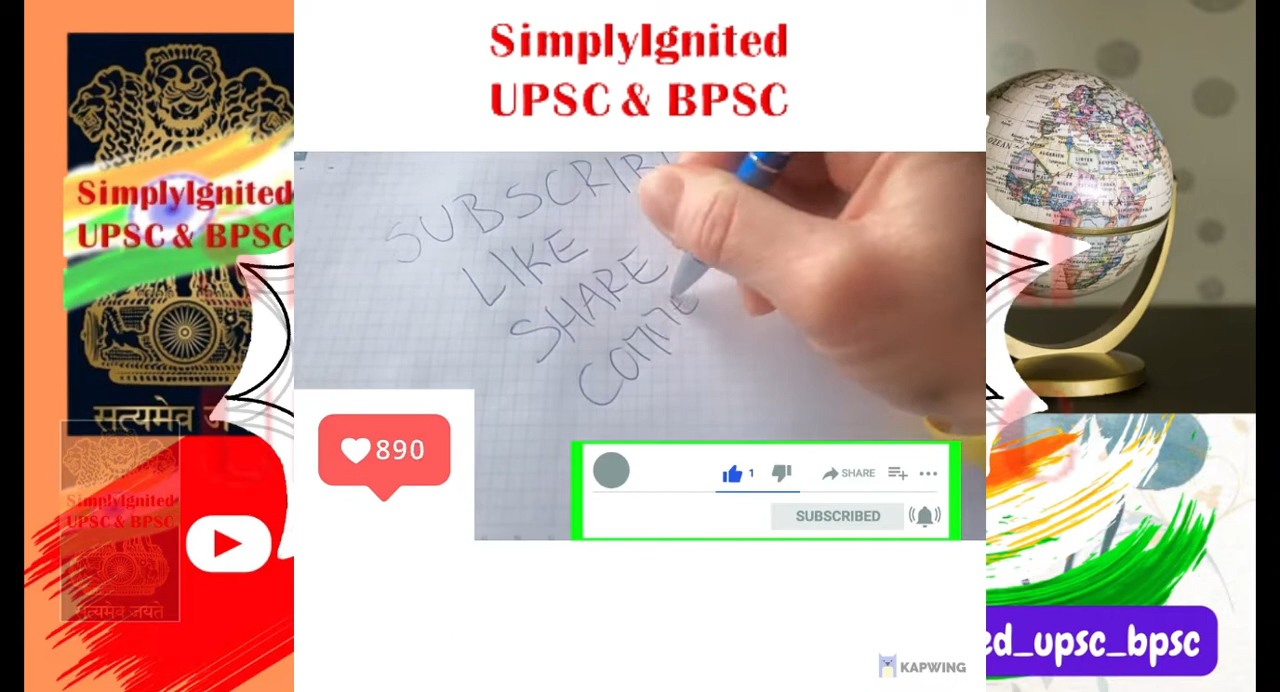 SimplyIgnited
UPSC & BPSC
SimplyIgnited
UPSC & BPSC
सत्यमेव ज
SUBSCRI
LIKE
SHARE
COMME
890
1
SHARE
SUBSCRIBED
SimplyIgnited
UPSC & BPSC
सत्यमेव जयते
ed_upsc_bpsc
KAPWING